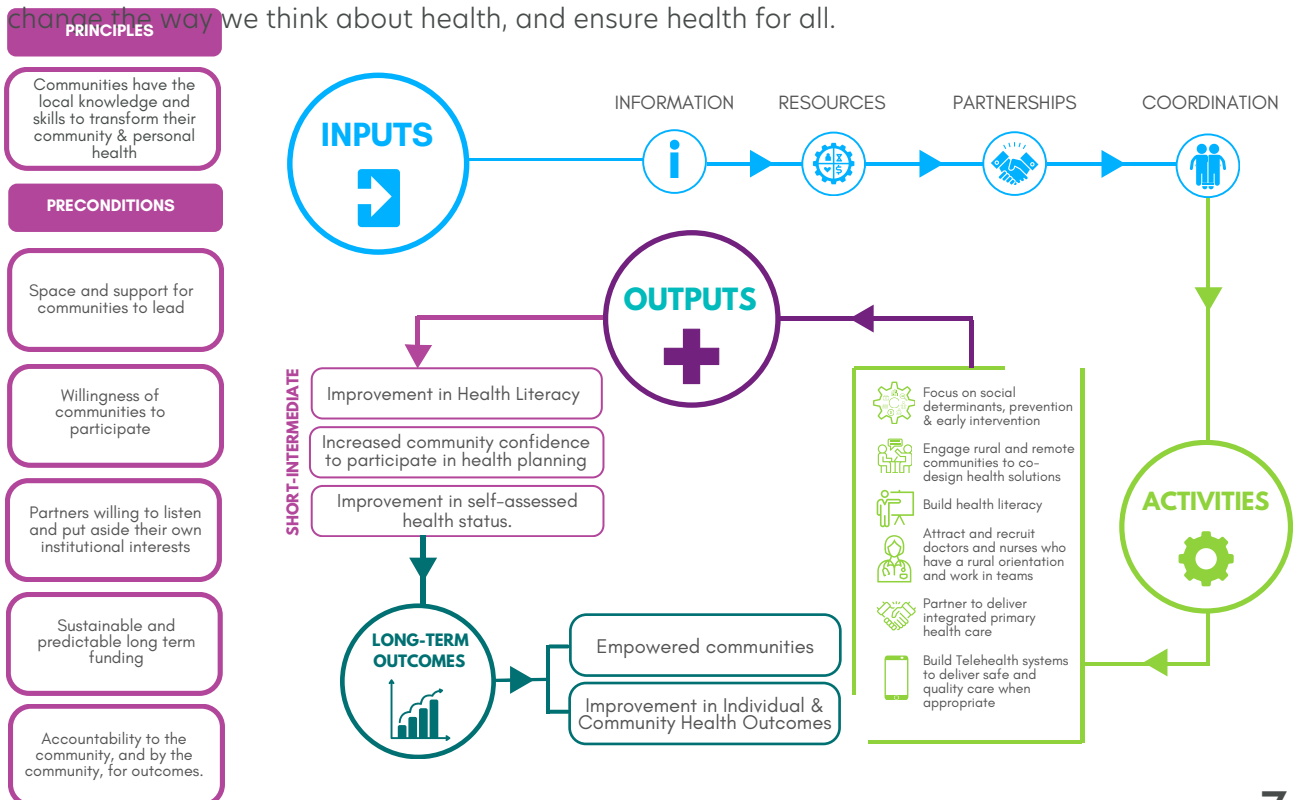 change the way we think about health, and ensure health for all.
PRINCIPLES
Communities have the
local knowledge and
skills to transform their
community & personal
health
PRECONDITIONS
Space and support for
communities to lead
Willingness of
communities to
participate
Partners willing to listen
and put aside their own
institutional interests
Sustainable and
predictable long term
funding
Accountability to the
community, and by the
community, for outcomes.
INPUTS
INFORMATION
RESOURCES
PARTNERSHIPS
COORDINATION
ACTIVITIES
Focus on social
determinants, prevention
& early intervention
Engage rural and remote
communities to co-
design health solutions
Build health literacy
Attract and recruit
doctors and nurses who
have a rural orientation
and work in teams
Partner to deliver
integrated primary
health care
Build Telehealth systems
to deliver safe and
quality care when
appropriate
OUTPUTS
SHORT-INTERMEDIATE
Improvement in Health Literacy
Increased community confidence
to participate in health planning
Improvement in self-assessed
health status.
LONG-TERM
OUTCOMES
Empowered communities
Improvement in Individual &
Community Health Outcomes